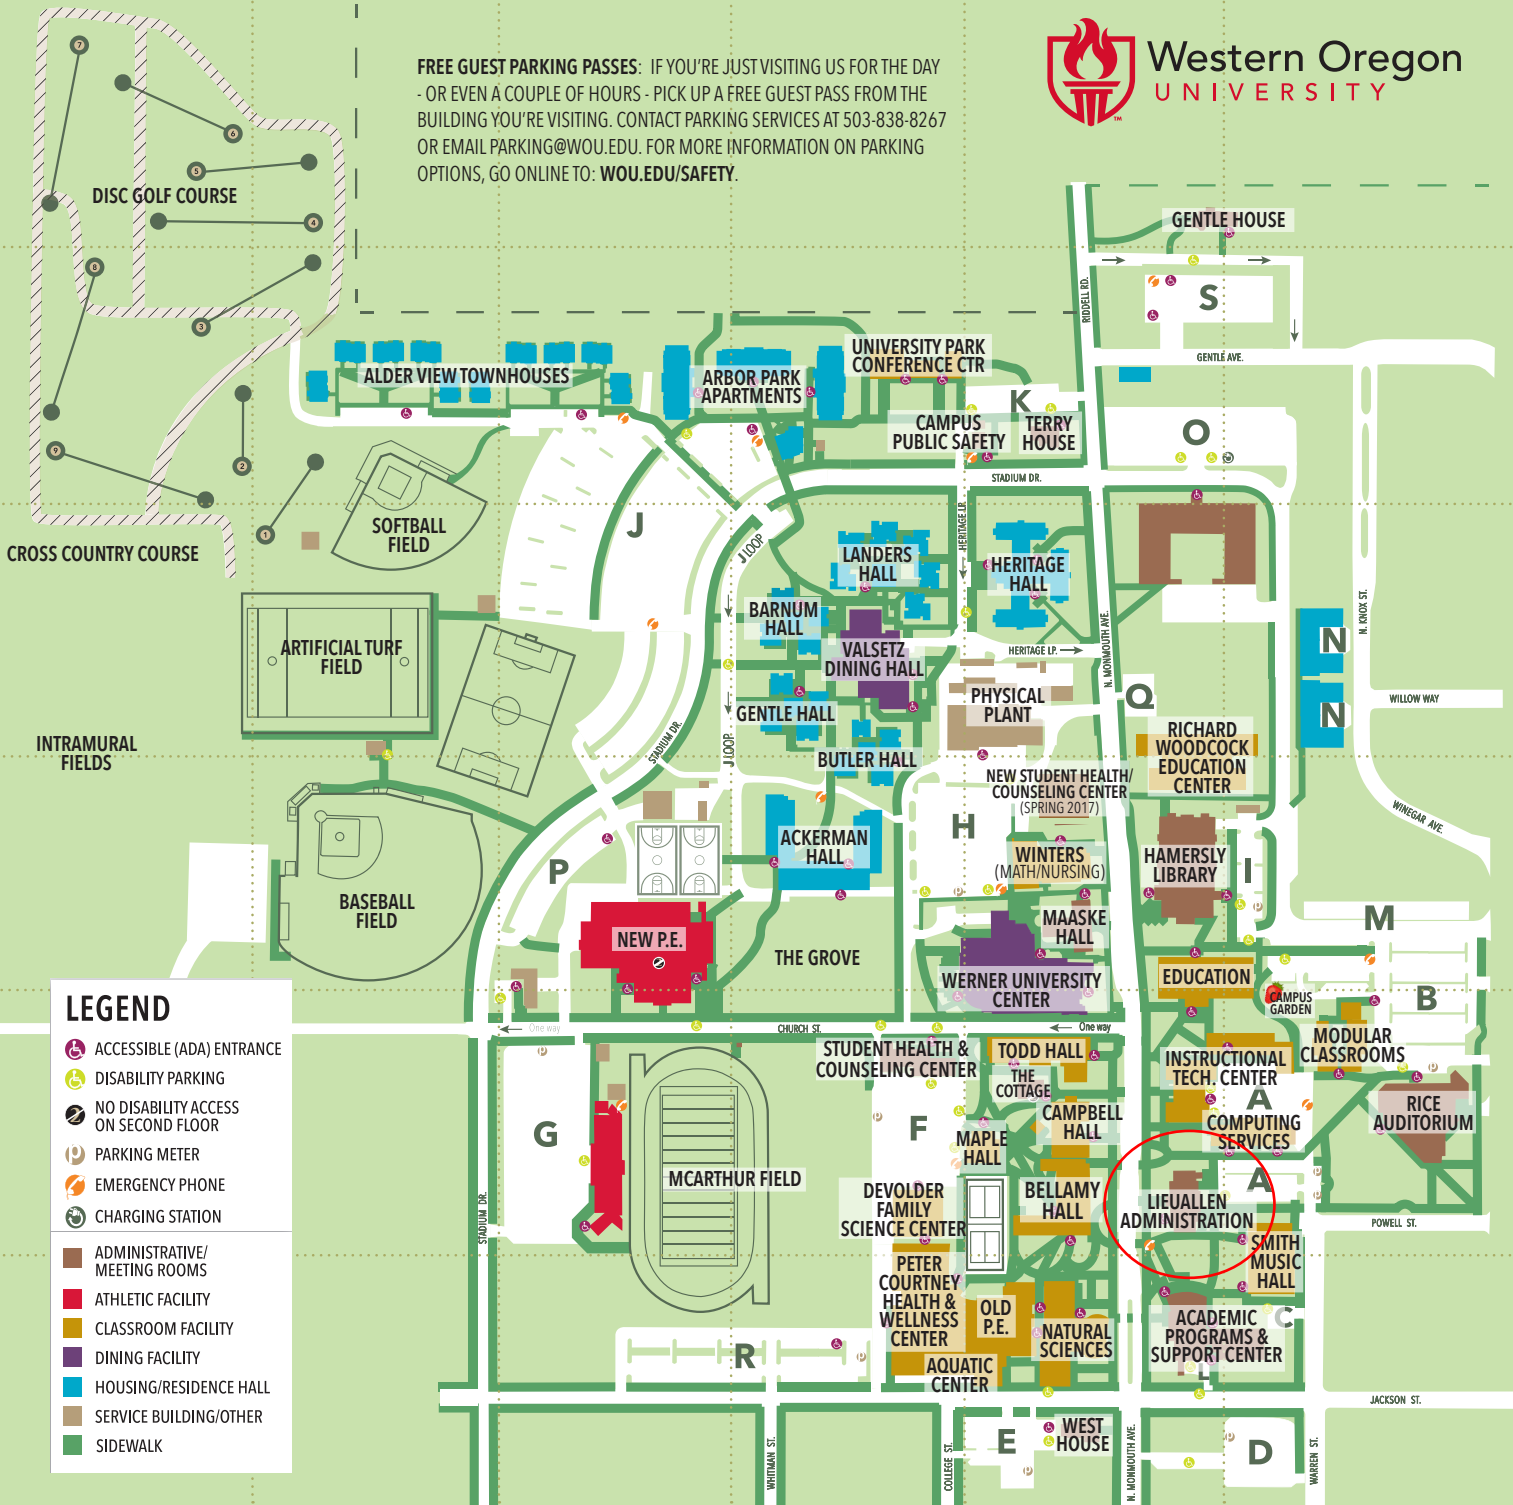 Western Oregon
UNIVERSITY
TM
FREE GUEST PARKING PASSES: IF YOU'RE JUST VISITING US FOR THE DAY
- OR EVEN A COUPLE OF HOURS - PICK UP A FREE GUEST PASS FROM THE
BUILDING YOU'RE VISITING. CONTACT PARKING SERVICES AT 503-838-8267
OR EMAIL PARKING@WOU.EDU. FOR MORE INFORMATION ON PARKING
OPTIONS, GO ONLINE TO: WOU.EDU/SAFETY.
7
6
5
DISC GOLF COURSE
4
8
3
9
2
1
CROSS COUNTRY COURSE
GENTLE HOUSE
S
RIDDELL RD.
GENTLE AVE.
ALDER VIEW TOWNHOUSES
ARBOR PARK
APARTMENTS
UNIVERSITY PARK
CONFERENCE CTR
K
CAMPUS
PUBLIC SAFETY
TERRY
HOUSE
O
STADIUM DR.
SOFTBALL
FIELD
J
J LOOP
HERITAGE LP.
LANDERS
HALL
HERITAGE
HALL
BARNUM
HALL
N. KNOX ST.
ARTIFICIAL TURF
FIELD
VALSETZ
DINING HALL
HERITAGE LP.
N. MONMOUTH AVE.
N
N
WILLOW WAY
Q
PHYSICAL
PLANT
GENTLE HALL
INTRAMURAL
FIELDS
STADIUM DR.
J LOOP
BUTLER HALL
RICHARD
WOODCOCK
EDUCATION
CENTER
NEW STUDENT HEALTH/
COUNSELING CENTER
(SPRING 2017)
WINEGAR AVE.
H
ACKERMAN
HALL
WINTERS
(MATH/NURSING)
HAMERSLY
LIBRARY
I
P
BASEBALL
FIELD
NEW P.E.
THE GROVE
MAASKE
HALL
M
WERNER UNIVERSITY
CENTER
EDUCATION
CAMPUS
GARDEN
B
One way
CHURCH ST.
One way
STUDENT HEALTH &
COUNSELING CENTER
TODD HALL
THE
COTTAGE
INSTRUCTIONAL
TECH. CENTER
MODULAR
CLASSROOMS
A
RICE
AUDITORIUM
G
F
CAMPBELL
HALL
COMPUTING
SERVICES
MAPLE
HALL
MCARTHUR FIELD
STADIUM DR.
DEVOLDER
FAMILY
SCIENCE CENTER
BELLAMY
HALL
LIEUALLEN
ADMINISTRATION
A
POWELL ST.
SMITH
MUSIC
HALL
PETER
COURTNEY
HEALTH &
WELLNESS
CENTER
OLD
P.E.
NATURAL
SCIENCES
ACADEMIC
PROGRAMS &
SUPPORT CENTER
C
L
R
AQUATIC
CENTER
JACKSON ST.
WHITMAN ST.
COLLEGE ST.
E
WEST
HOUSE
N. MONMOUTH AVE.
D
WARREN ST.
LEGEND
ACCESSIBLE (ADA) ENTRANCE
DISABILITY PARKING
2
NO DISABILITY ACCESS
ON SECOND FLOOR
P
PARKING METER
EMERGENCY PHONE
CHARGING STATION
ADMINISTRATIVE/
MEETING ROOMS
ATHLETIC FACILITY
CLASSROOM FACILITY
DINING FACILITY
HOUSING/RESIDENCE HALL
SERVICE BUILDING/OTHER
SIDEWALK